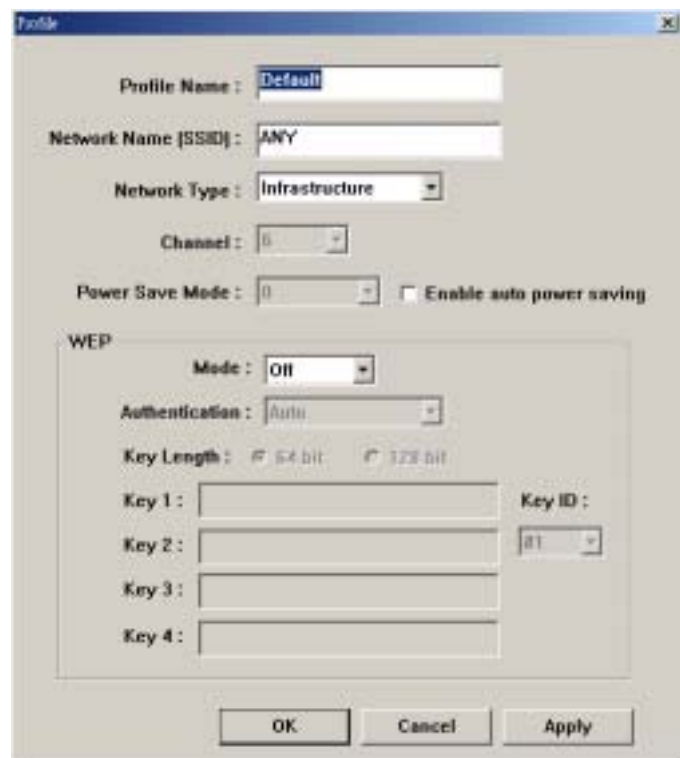 Profile
Profile Name : Default
Network Name (SSID) : ANY
Network Type : Infrastructure
Channel : 6
Power Save Mode : 0 Enable auto power saving
WEP
Mode : Off
Authentication : Auto
Key Length : 64 bit 128 bit
Key 1 : Key ID :
Key 2 : #1
Key 3 :
Key 4 :
OK Cancel Apply